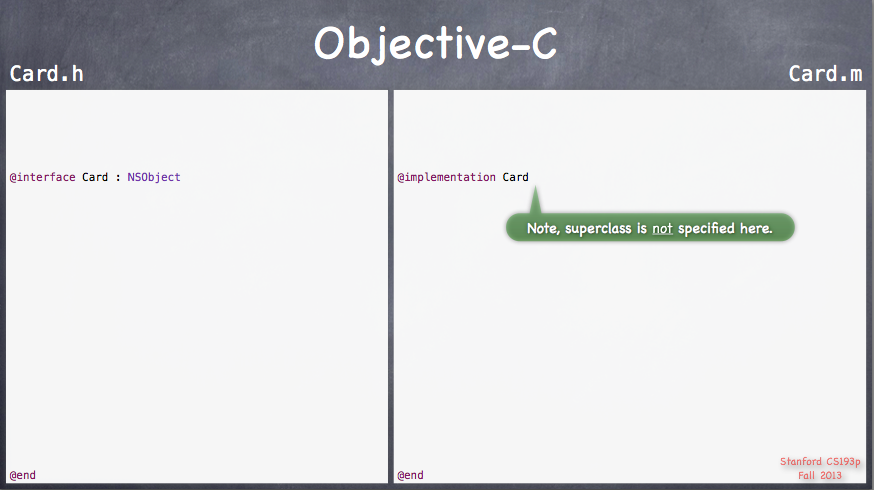 Objective-C
Card.h
Card.m
@interface Card : NSObject
@end
@implementation Card
Note, superclass is not specified here.
@end
Stanford CS193p
Fall 2013